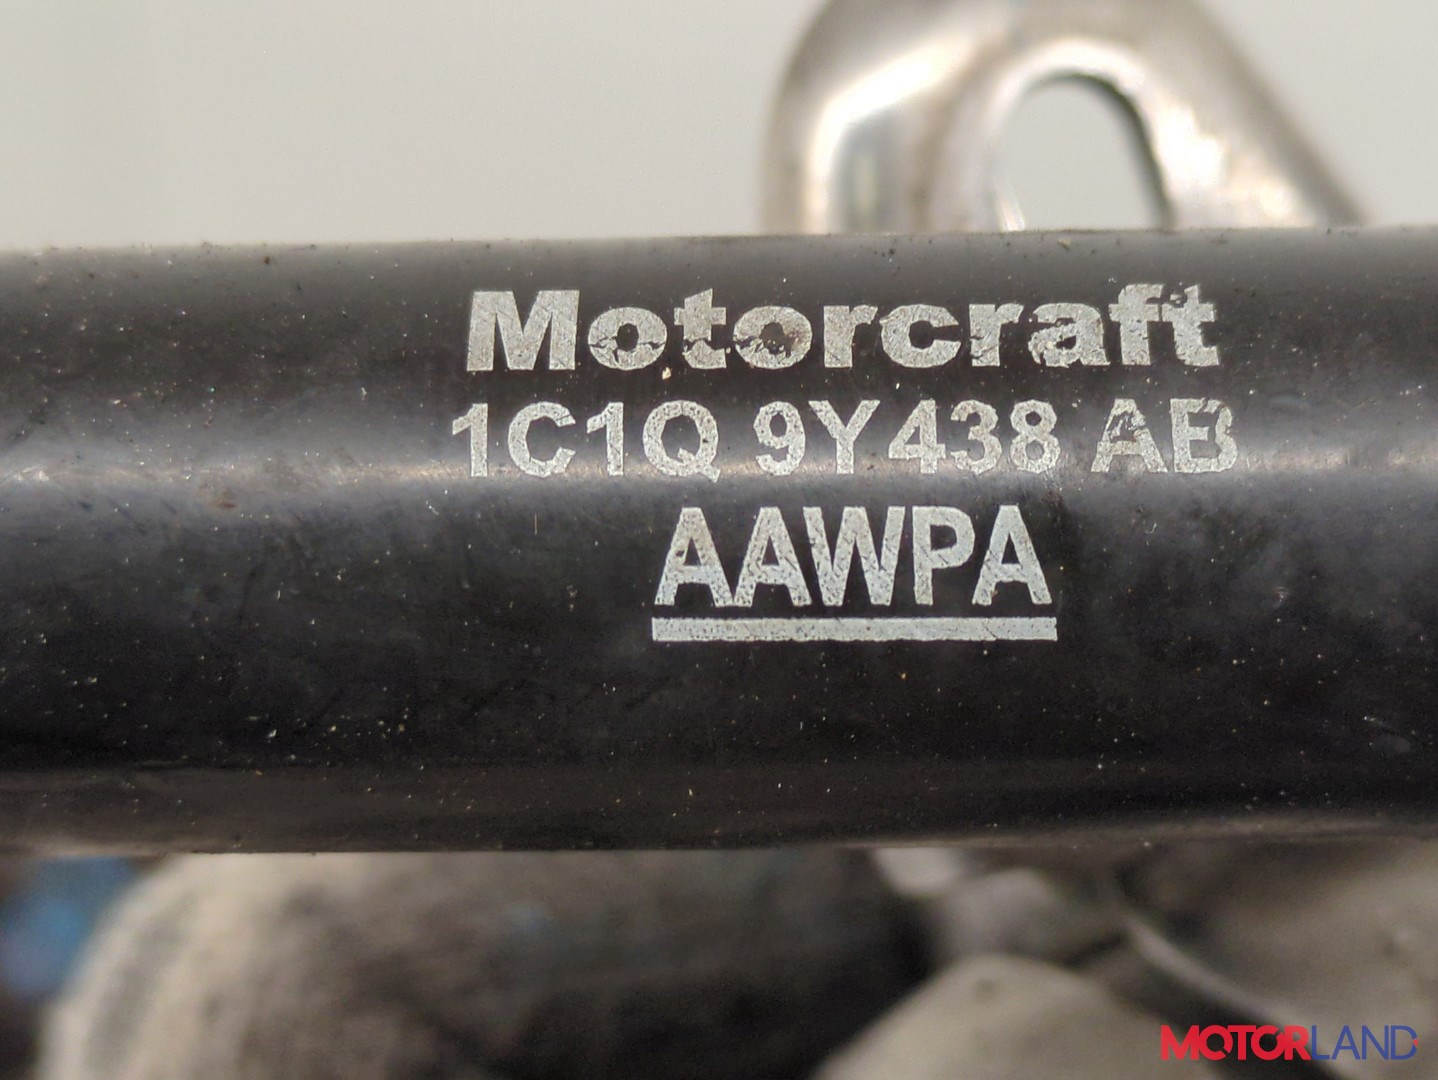 Motorcraft
1C1Q 9Y438 AB
AAWPA
MOTORLAND